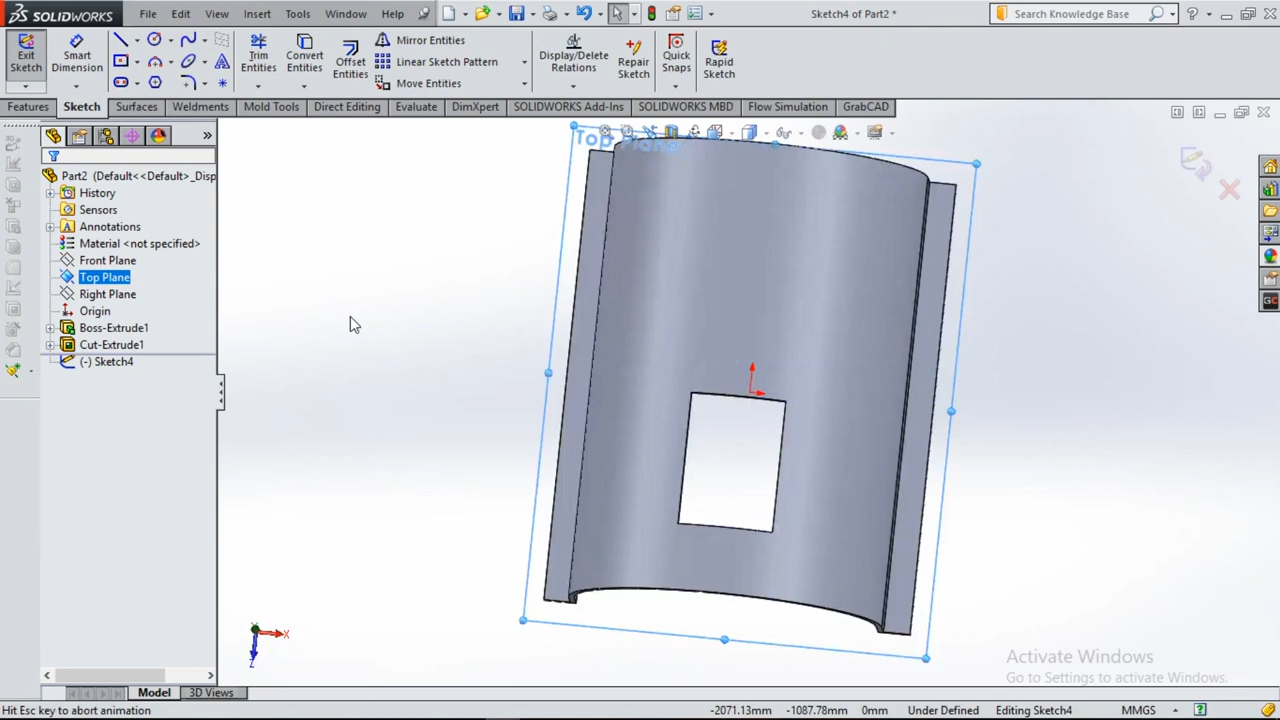 SOLIDWORKS File Edit View Insert Tools Window Help Sketch4 of Part2 * Search Knowledge Base
Exit Sketch
Smart Dimension
Trim Entities
Convert Entities
Offset Entities
Mirror Entities
Linear Sketch Pattern
Move Entities
Display/Delete Relations
Repair Sketch
Quick Snaps
Rapid Sketch
Features Sketch Surfaces Weldments Mold Tools Direct Editing Evaluate DimXpert SOLIDWORKS Add-Ins SOLIDWORKS MBD Flow Simulation GrabCAD
Top Plane
Part2 (Default<<Default>_Disp
History
Sensors
Annotations
Material <not specified>
Front Plane
Top Plane
Right Plane
Origin
Boss-Extrude1
Cut-Extrude1
(-) Sketch4
X
Z
Activate Windows
Go to Settings to activate Windows.
Model 3D Views
Hit Esc key to abort animation -2071.13mm -1087.78mm 0mm Under Defined Editing Sketch4 MMGS